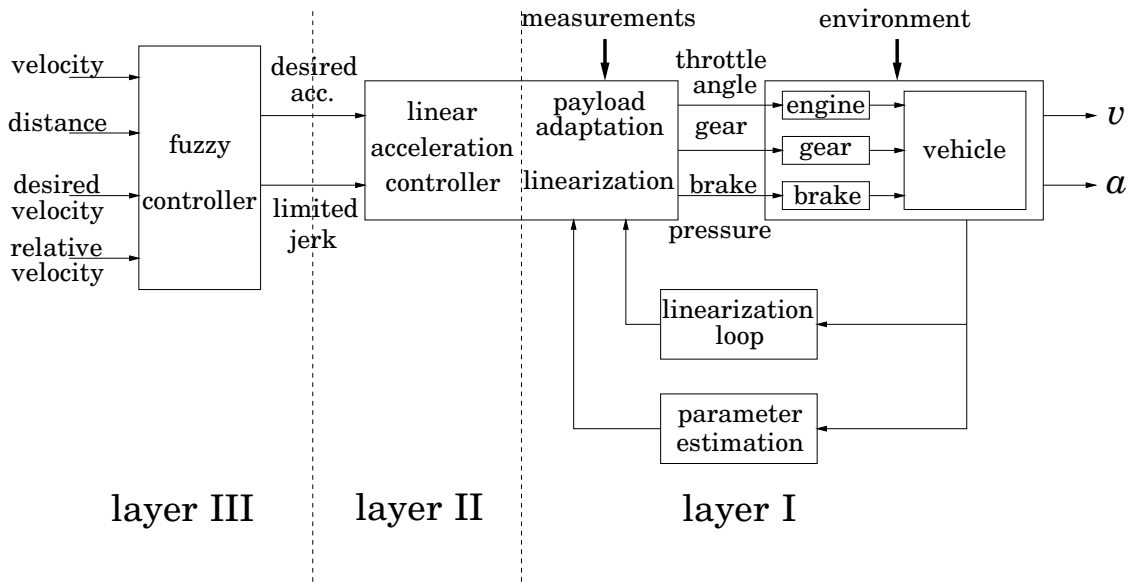 measurements
environment
velocity
distance
desired
velocity
relative
velocity
fuzzy
controller
desired
acc.
limited
jerk
linear
acceleration
controller
payload
adaptation
linearization
throttle
angle
gear
brake
pressure
engine
gear
brake
vehicle
v
a
linearization
loop
parameter
estimation
layer III
layer II
layer I